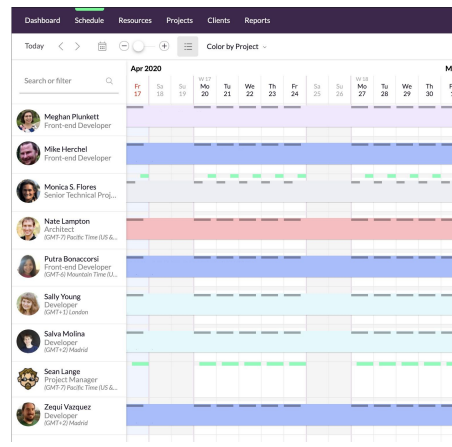 Dashboard Schedule Resources Projects Clients Reports
Today Color by Project
Apr 2020 M
Search or filter
W 17 W 18
Fr Sa Su Mo Tu We Th Fr Sa Su Mo Tu We Th F
17 18 19 20 21 22 23 24 25 26 27 28 29 30
Meghan Plunkett
Front-end Developer
Mike Herchel
Front-end Developer
Monica S. Flores
Senior Technical Proj...
Nate Lampton
Architect
(GMT-7) Pacific Time (US &...
Putra Bonaccorsi
Front-end Developer
(GMT-6) Mountain Time (U...
Sally Young
Developer
(GMT+1) London
Salva Molina
Developer
(GMT+2) Madrid
Sean Lange
Project Manager
(GMT-7) Pacific Time (US &...
Zequi Vazquez
Developer
(GMT+2) Madrid